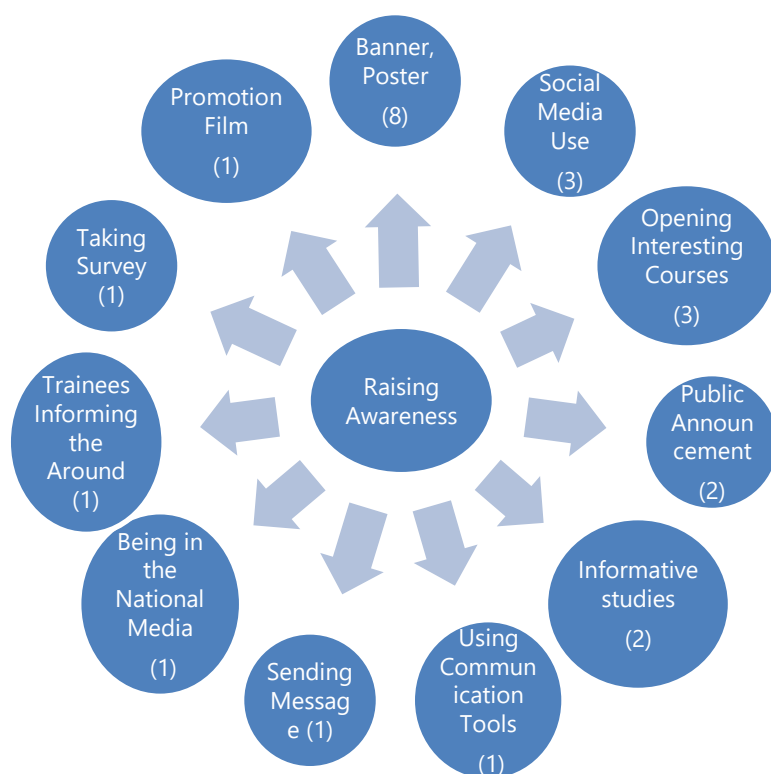 Banner,
Poster
(8)
Social
Media
Use
(3)
Opening
Interesting
Courses
(3)
Public
Announ
cement
(2)
Informative
studies
(2)
Using
Commun
ication
Tools
(1)
Sending
Messag
e (1)
Being in
the
National
Media
(1)
Trainees
Informing
the
Around
(1)
Taking
Survey
(1)
Promotion
Film
(1)
Raising
Awareness